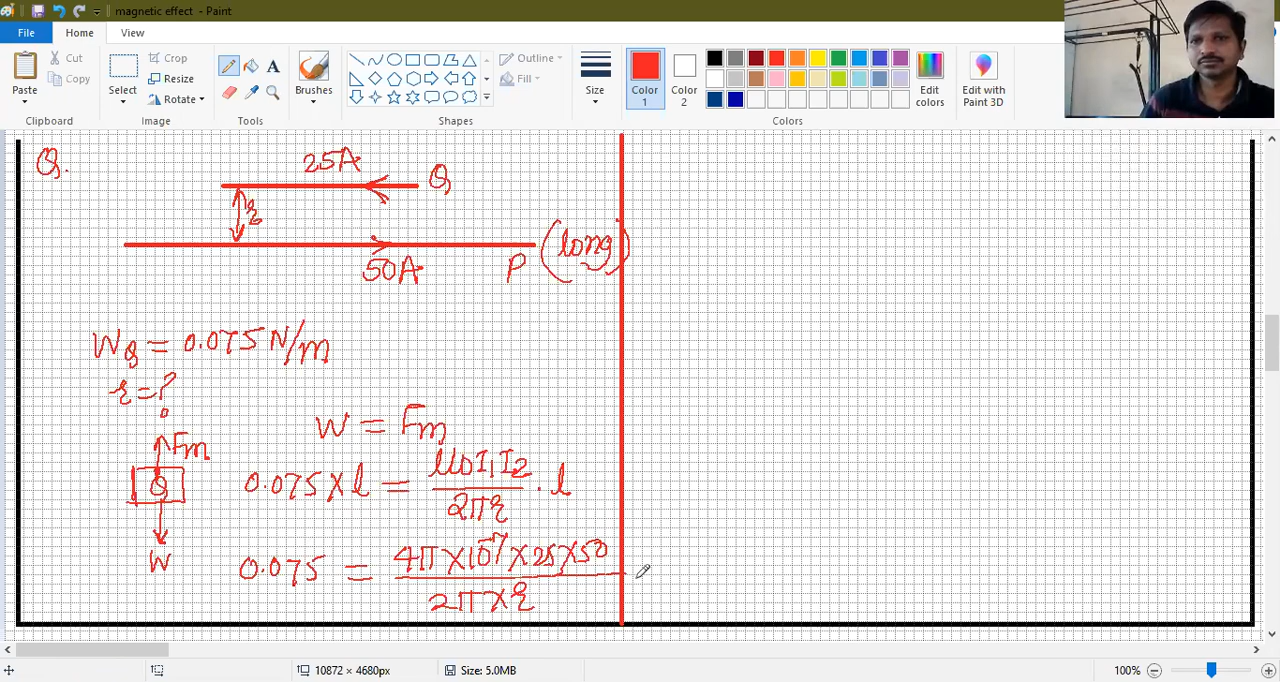 magnetic effect - Paint
File Home View
Paste
Cut
Copy
Clipboard
Select
Crop
Resize
Rotate
Image
A
Tools
Brushes
Shapes
Outline
Fill
Size
Color 1
Color 2
Edit colors
Edit with Paint 3D
Colors
Q.
25A
Q
r
50A
P (long)
W_Q = 0.075 N/m
r = ?
Fm
Q
W
W = Fm
0.075 × l = μ0I1I2 / 2πr . l
0.075 = 4π × 10^-7 × 25 × 50 / 2π × r
10872 × 4680px
Size: 5.0MB
100%